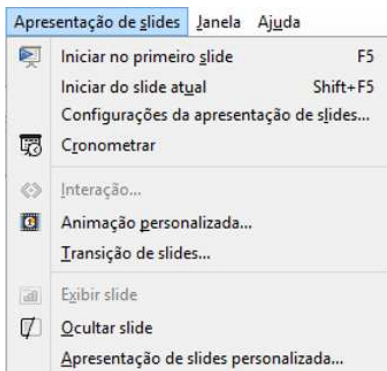 Apresentação de slides Janela Ajuda
Iniciar no primeiro slide F5
Iniciar do slide atual Shift+F5
Configurações da apresentação de slides...
Cronometrar
Interação...
Animação personalizada...
Transição de slides...
Exibir slide
Ocultar slide
Apresentação de slides personalizada...